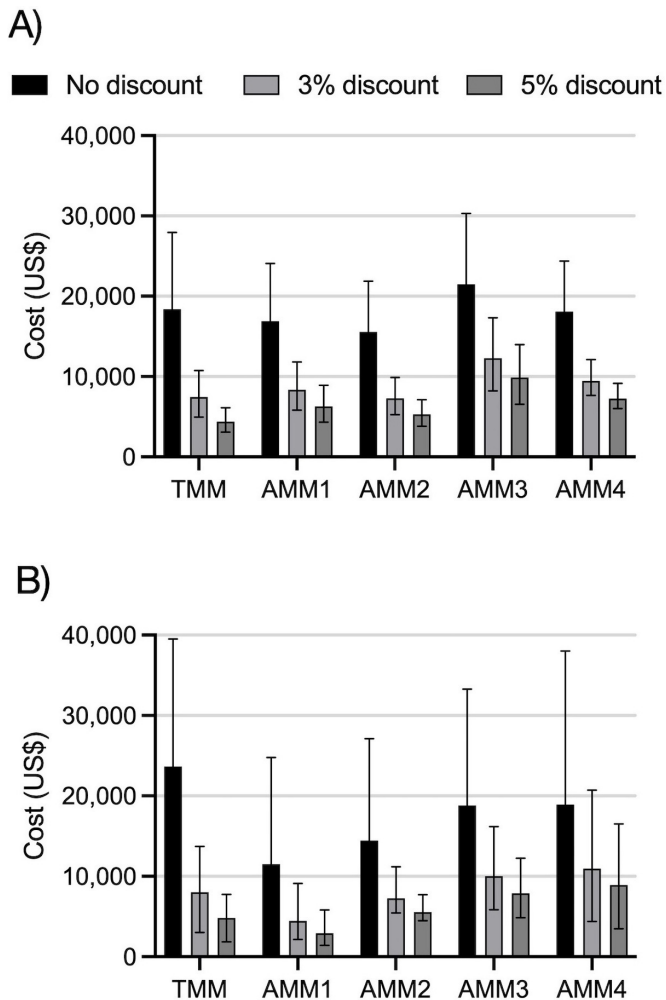 A)
No discount 3% discount 5% discount
40,000
30,000
20,000
10,000
0
Cost (US$)
TMM AMM1 AMM2 AMM3 AMM4
B)
40,000
30,000
20,000
10,000
0
Cost (US$)
TMM AMM1 AMM2 AMM3 AMM4